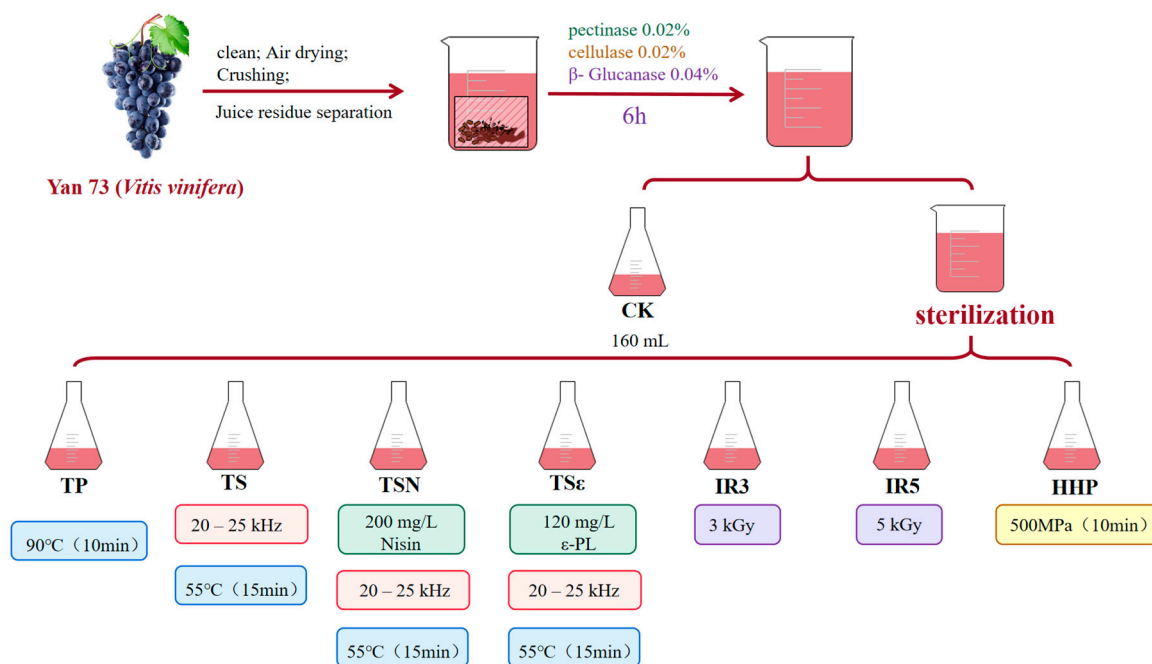 clean; Air drying;
Crushing;
Juice residue separation
pectinase 0.02%
cellulase 0.02%
β- Glucanase 0.04%
6h
Yan 73 (Vitis vinifera)
CK
160 mL
sterilization
TP
TS
TSN
TSε
IR3
IR5
HHP
90℃（10min）
20 – 25 kHz
55℃（15min）
200 mg/L
Nisin
20 – 25 kHz
55℃（15min）
120 mg/L
ε-PL
20 – 25 kHz
55℃（15min）
3 kGy
5 kGy
500MPa（10min）